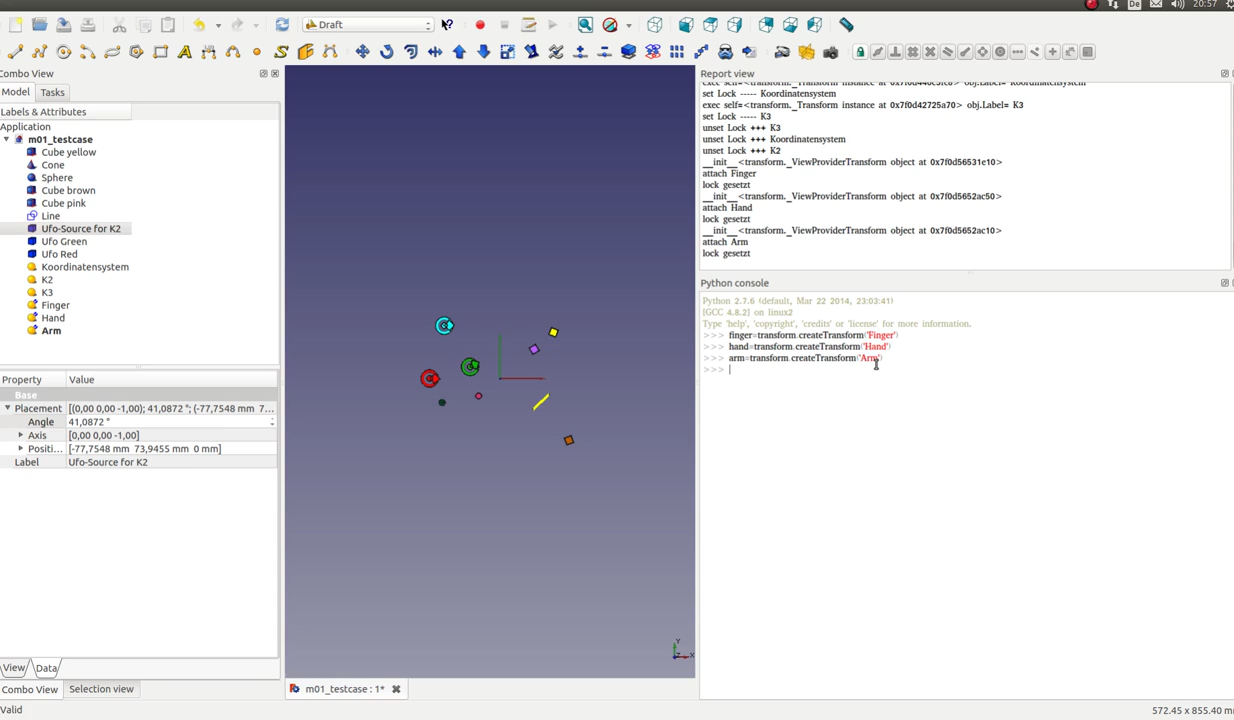 De
20:57
Draft
Combo View
Model
Tasks
Labels & Attributes
Application
m01_testcase
Cube yellow
Cone
Sphere
Cube brown
Cube pink
Line
Ufo-Source for K2
Ufo Green
Ufo Red
Koordinatensystem
K2
K3
Finger
Hand
Arm
Property
Value
Base
Placement
[(0,00 0,00 -1,00); 41,0872 °; (-77,7548 mm 7...
Angle
41,0872 °
Axis
[0,00 0,00 -1,00]
Positi...
[-77,7548 mm 73,9455 mm 0 mm]
Label
Ufo-Source for K2
View
Data
Combo View
Selection view
Valid
Y
Z
X
m01_testcase : 1*
Report view
set Lock ----- Koordinatensystem
exec self=<transform._Transform instance at 0x7f0d42725a70> obj.Label= K3
set Lock ----- K3
unset Lock +++ K3
unset Lock +++ Koordinatensystem
unset Lock +++ K2
__init__<transform._ViewProviderTransform object at 0x7f0d56531e10>
attach Finger
lock gesetzt
__init__<transform._ViewProviderTransform object at 0x7f0d5652ac50>
attach Hand
lock gesetzt
__init__<transform._ViewProviderTransform object at 0x7f0d5652ac10>
attach Arm
lock gesetzt
Python console
Python 2.7.6 (default, Mar 22 2014, 23:03:41)
[GCC 4.8.2] on linux2
Type 'help', 'copyright', 'credits' or 'license' for more information.
>>> finger=transform.createTransform('Finger')
>>> hand=transform.createTransform('Hand')
>>> arm=transform.createTransform('Arm')
>>>
572.45 x 855.40 m